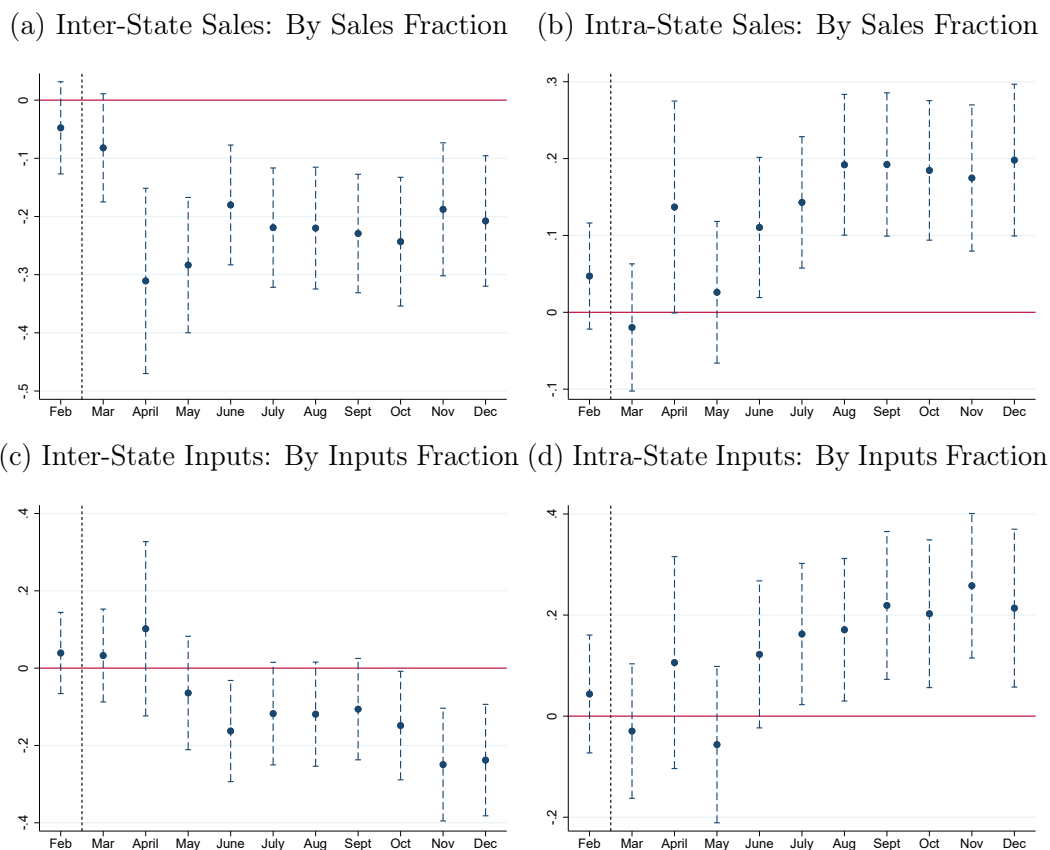 (a) Inter-State Sales: By Sales Fraction
(b) Intra-State Sales: By Sales Fraction
0
-.1
-.2
-.3
-.4
-.5
Feb Mar April May June July Aug Sept Oct Nov Dec
.3
.2
.1
0
-.1
Feb Mar April May June July Aug Sept Oct Nov Dec
(c) Inter-State Inputs: By Inputs Fraction
(d) Intra-State Inputs: By Inputs Fraction
.4
.2
0
-.2
-.4
Feb Mar April May June July Aug Sept Oct Nov Dec
.4
.2
0
-.2
Feb Mar April May June July Aug Sept Oct Nov Dec